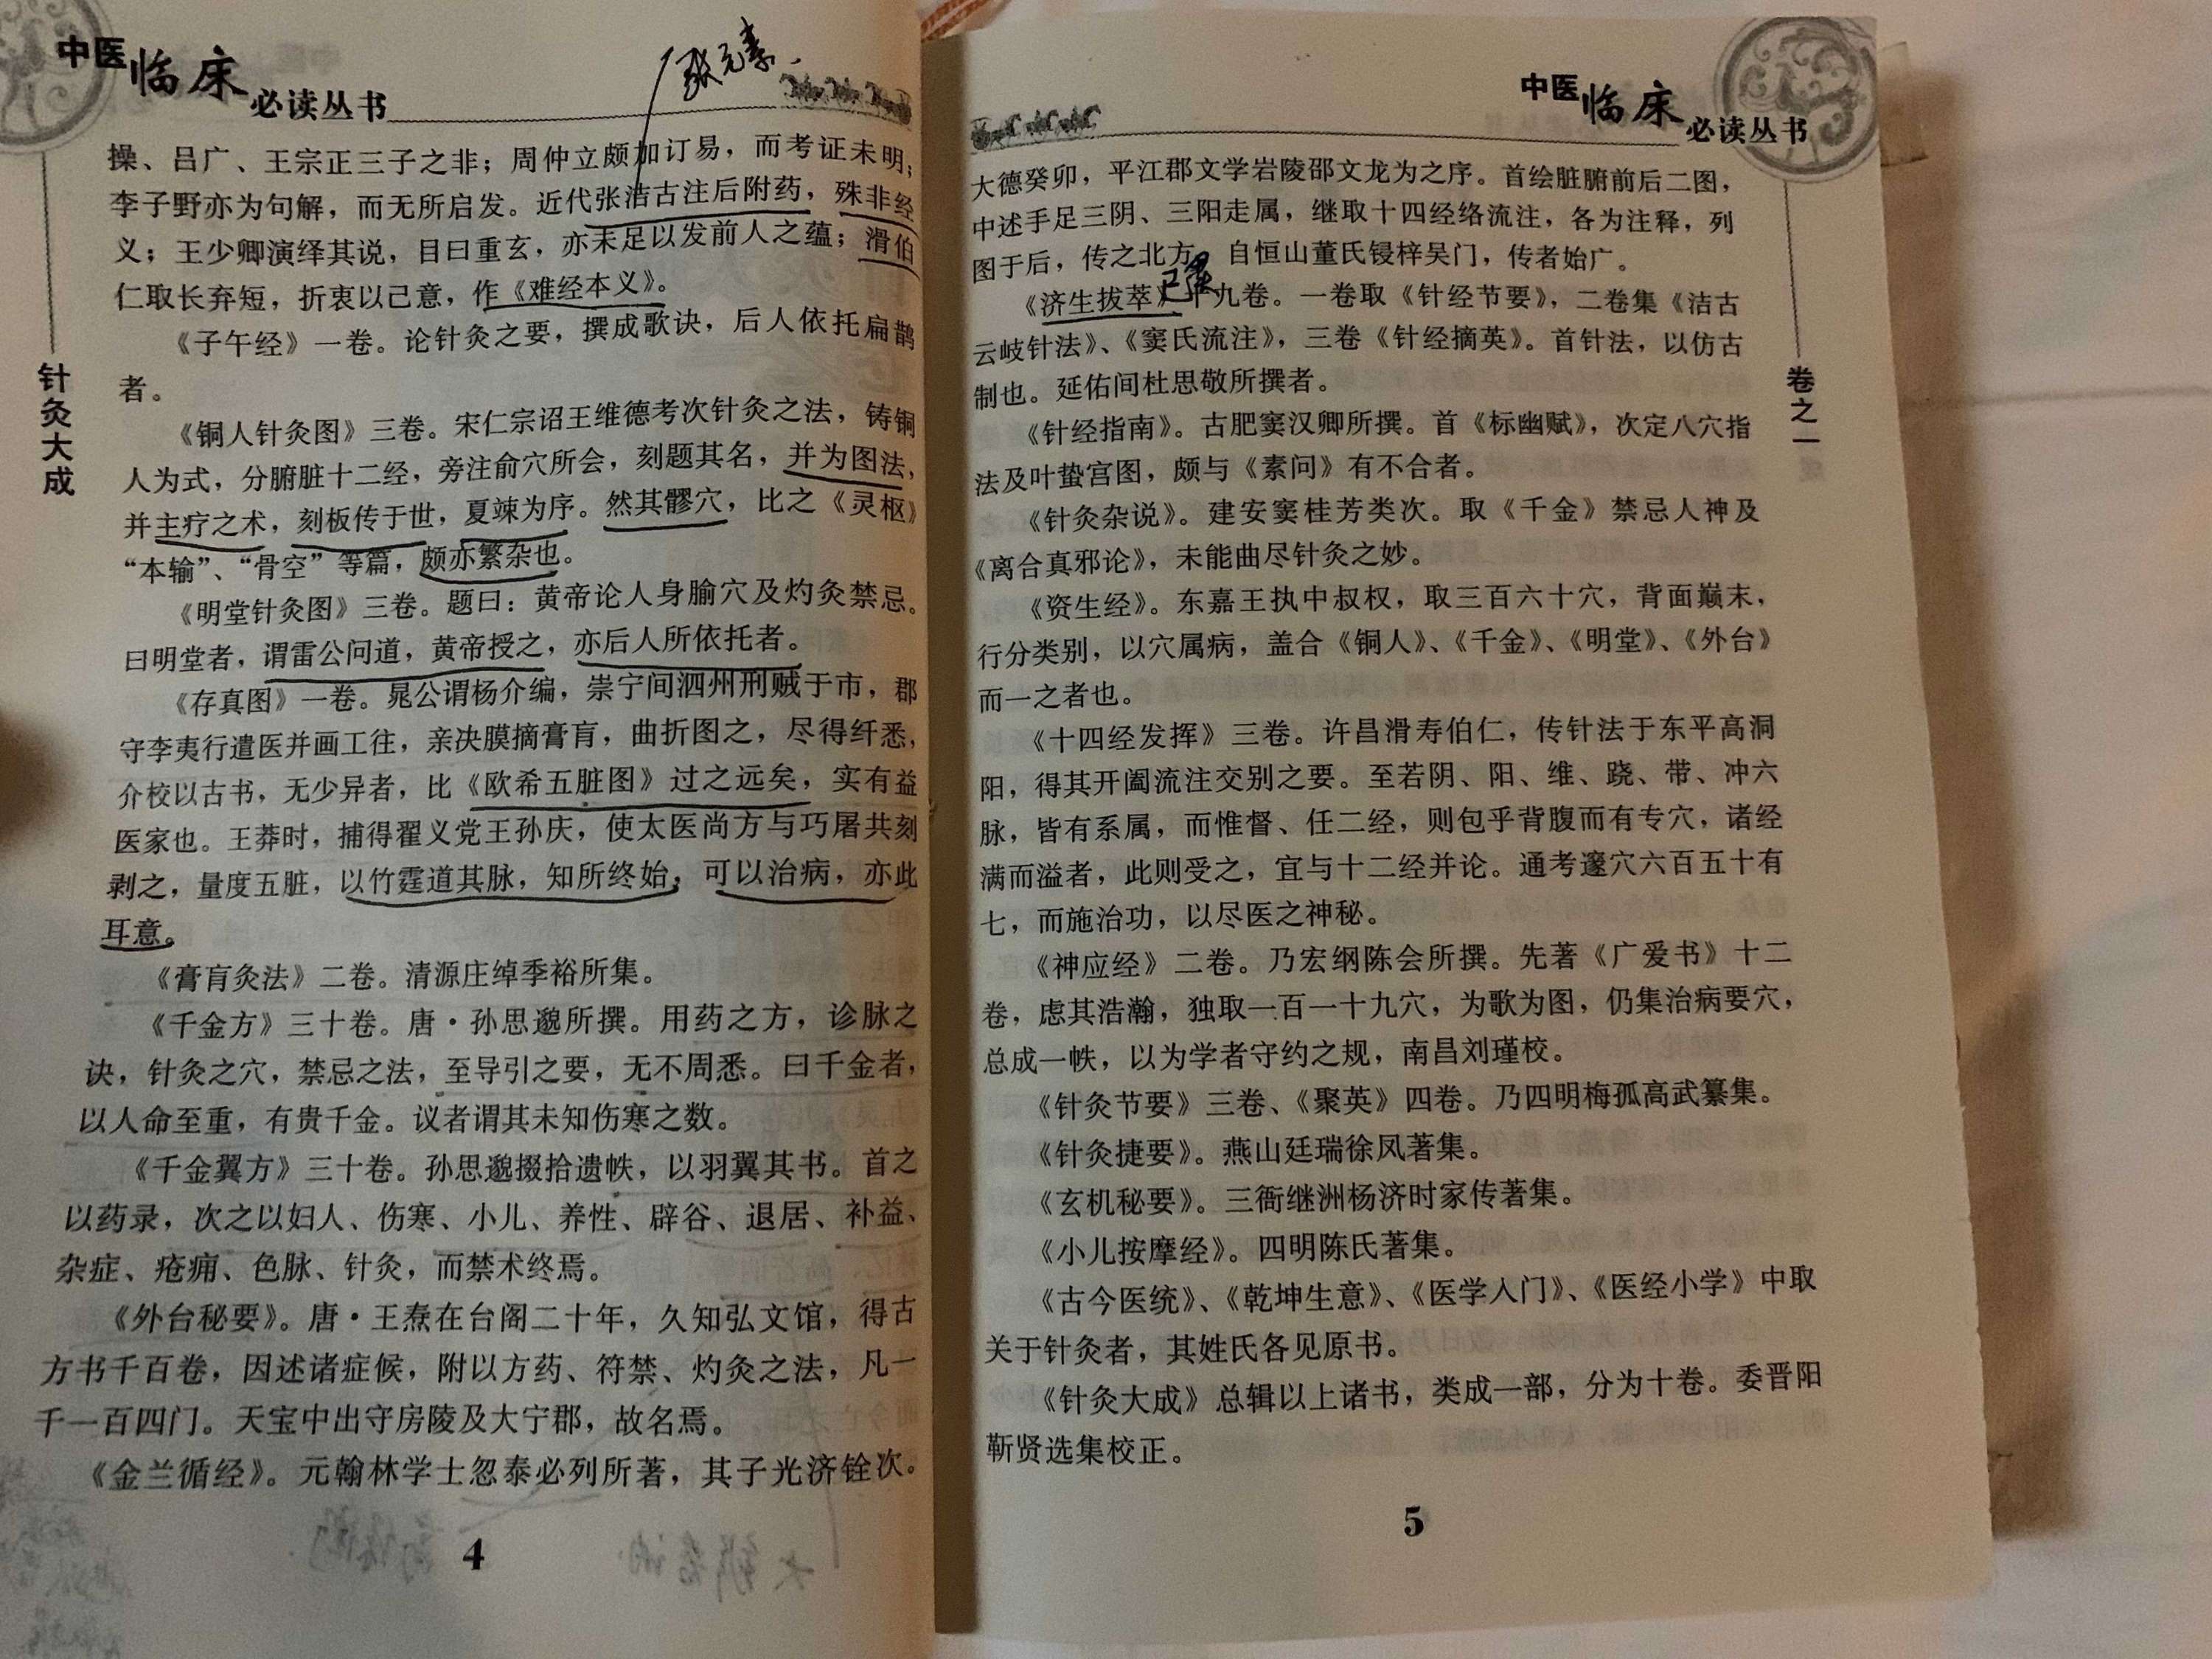 中医临床必读丛书
张元素
针灸大成
操、吕广、王宗正三子之非；周仲立颇加订易，而考证未明；
李子野亦为句解，而无所启发。近代张洁古注后附药，殊非经
义；王少卿演绎其说，目曰重玄，亦未足以发前人之蕴；滑伯
仁取长弃短，折衷以己意，作《难经本义》。
《子午经》一卷。论针灸之要，撰成歌诀，后人依托扁鹊
者。
《铜人针灸图》三卷。宋仁宗诏王维德考次针灸之法，铸铜
人为式，分腑脏十二经，旁注俞穴所会，刻题其名，并为图法，
并主疗之术，刻板传于世，夏竦为序。然其髎穴，比之《灵枢》
“本输”、“骨空”等篇，颇亦繁杂也。
《明堂针灸图》三卷。题曰：黄帝论人身腧穴及灼灸禁忌。
曰明堂者，谓雷公问道，黄帝授之，亦后人所依托者。
《存真图》一卷。晁公谓杨介编，崇宁间泗州刑贼于市，郡
守李夷行遣医并画工往，亲决膜摘膏肓，曲折图之，尽得纤悉，
介校以古书，无少异者，比《欧希五脏图》过之远矣，实有益
医家也。王莽时，捕得翟义党王孙庆，使太医尚方与巧屠共刻
剥之，量度五脏，以竹霆道其脉，知所终始，可以治病，亦此
耳意。
《膏肓灸法》二卷。清源庄绰季裕所集。
《千金方》三十卷。唐·孙思邈所撰。用药之方，诊脉之
诀，针灸之穴，禁忌之法，至导引之要，无不周悉。曰千金者，
以人命至重，有贵千金。议者谓其未知伤寒之数。
《千金翼方》三十卷。孙思邈掇拾遗帙，以羽翼其书。首之
以药录，次之以妇人、伤寒、小儿、养性、辟谷、退居、补益、
杂症、疮痈、色脉、针灸，而禁术终焉。
《外台秘要》。唐·王焘在台阁二十年，久知弘文馆，得古
方书千百卷，因述诸症候，附以方药、符禁、灼灸之法，凡一
千一百四门。天宝中出守房陵及大宁郡，故名焉。
《金兰循经》。元翰林学士忽泰必列所著，其子光济铨次。
4
中医临床必读丛书
卷之一
大德癸卯，平江郡文学岩陵邵文龙为之序。首绘脏腑前后二图，
中述手足三阴、三阳走属，继取十四经络流注，各为注释，列
图于后，传之北方。自恒山董氏锓梓吴门，传者始广。
《济生拔萃》十九卷。一卷取《针经节要》，二卷集《洁古
云岐针法》、《窦氏流注》，三卷《针经摘英》。首针法，以仿古
制也。延佑间杜思敬所撰者。
《针经指南》。古肥窦汉卿所撰。首《标幽赋》，次定八穴指
法及叶蛰宫图，颇与《素问》有不合者。
《针灸杂说》。建安窦桂芳类次。取《千金》禁忌人神及
《离合真邪论》，未能曲尽针灸之妙。
《资生经》。东嘉王执中叔权，取三百六十穴，背面巅末，
行分类别，以穴属病，盖合《铜人》、《千金》、《明堂》、《外台》
而一之者也。
《十四经发挥》三卷。许昌滑寿伯仁，传针法于东平高洞
阳，得其开阖流注交别之要。至若阴、阳、维、跷、带、冲六
脉，皆有系属，而惟督、任二经，则包乎背腹而有专穴，诸经
满而溢者，此则受之，宜与十二经并论。通考邃穴六百五十有
七，而施治功，以尽医之神秘。
《神应经》二卷。乃宏纲陈会所撰。先著《广爱书》十二
卷，虑其浩瀚，独取一百一十九穴，为歌为图，仍集治病要穴，
总成一帙，以为学者守约之规，南昌刘瑾校。
《针灸节要》三卷、《聚英》四卷。乃四明梅孤高武纂集。
《针灸捷要》。燕山廷瑞徐凤著集。
《玄机秘要》。三衢继洲杨济时家传著集。
《小儿按摩经》。四明陈氏著集。
《古今医统》、《乾坤生意》、《医学入门》、《医经小学》中取
关于针灸者，其姓氏各见原书。
《针灸大成》总辑以上诸书，类成一部，分为十卷。委晋阳
靳贤选集校正。
5